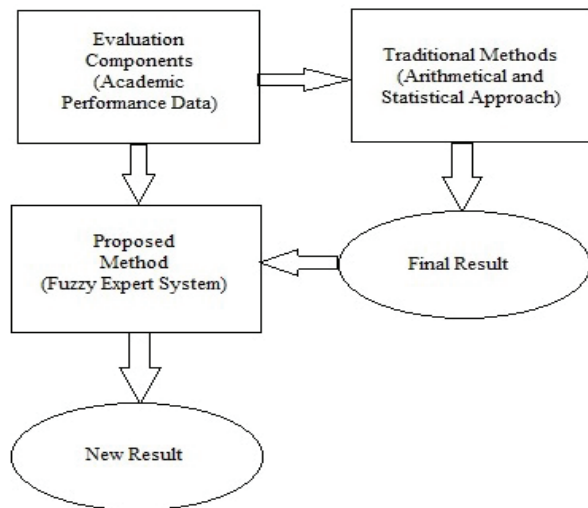 Evaluation
Components
(Academic
Performance Data)
Traditional Methods
(Arithmetical and
Statistical Approach)
Proposed
Method
(Fuzzy Expert System)
Final Result
New Result